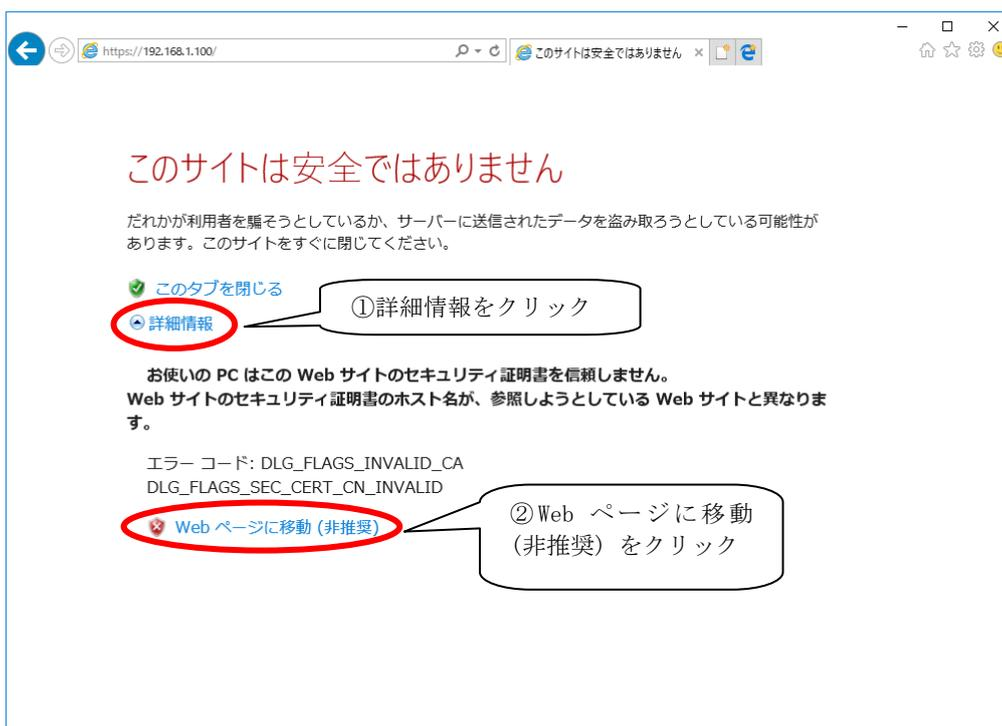 https://192.168.1.100/
このサイトは安全ではありません
このサイトは安全ではありません
だれかが利用者を騙そうとしているか、サーバーに送信されたデータを盗み取ろうとしている可能性が
あります。このサイトをすぐに閉じてください。
このタブを閉じる
詳細情報
①詳細情報をクリック
お使いの PC はこの Web サイトのセキュリティ証明書を信頼しません。
Web サイトのセキュリティ証明書のホスト名が、参照しようとしている Web サイトと異なりま
す。
エラー コード: DLG_FLAGS_INVALID_CA
DLG_FLAGS_SEC_CERT_CN_INVALID
Web ページに移動 (非推奨)
②Web ページに移動
(非推奨) をクリック